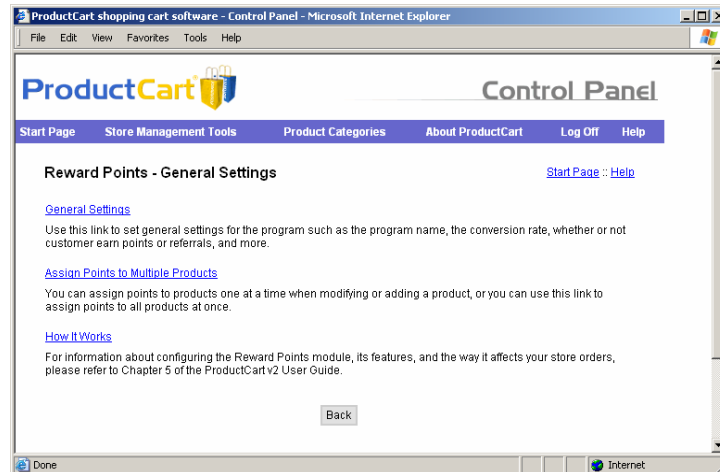 ProductCart shopping cart software - Control Panel - Microsoft Internet Explorer
File Edit View Favorites Tools Help
ProductCart
Control Panel
Start Page Store Management Tools Product Categories About ProductCart Log Off Help
Reward Points - General Settings
Start Page :: Help
General Settings
Use this link to set general settings for the program such as the program name, the conversion rate, whether or not
customer earn points or referrals, and more.
Assign Points to Multiple Products
You can assign points to products one at a time when modifying or adding a product, or you can use this link to
assign points to all products at once.
How It Works
For information about configuring the Reward Points module, its features, and the way it affects your store orders,
please refer to Chapter 5 of the ProductCart v2 User Guide.
Back
Done
Internet